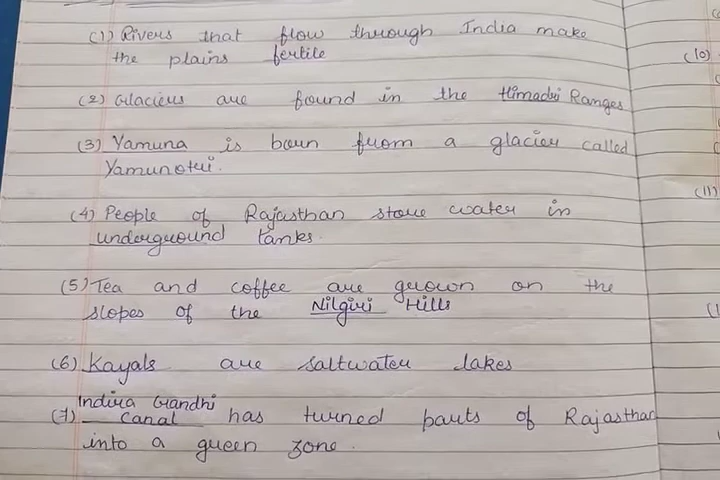 (1) Rivers that flow through India make
the plains fertile
(2) Glaciers are found in the Himadri Ranges
(3) Yamuna is born from a glacier called
Yamunotri.
(4) People of Rajasthan store water in
underground tanks.
(5) Tea and coffee are grown on the
slopes of the Nilgiri Hills
(6) Kayals are saltwater lakes
Indira Gandhi
(7) canal has turned parts of Rajasthan
into a green zone.
(10)
(11)